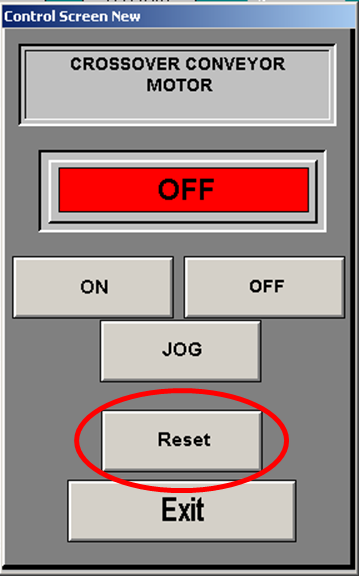 Control Screen New
CROSSOVER CONVEYOR
MOTOR
OFF
ON
OFF
JOG
Reset
Exit